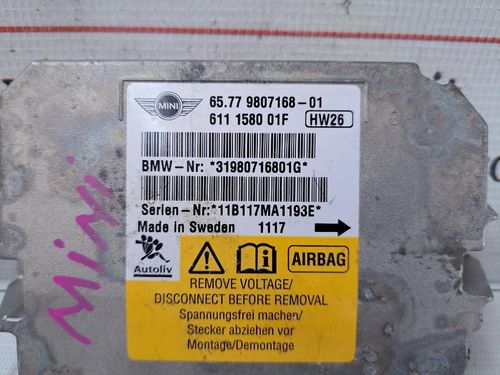 MINI
65.77 9807168-01
611 1580 01F HW26
BMW-Nr: *31980716801G*
Serien-Nr:*11B117MA1193E*
Made in Sweden 1117
Autoliv
AIRBAG
REMOVE VOLTAGE/
DISCONNECT BEFORE REMOVAL
Spannungsfrei machen/
Stecker abziehen vor
Montage/Demontage
Mini